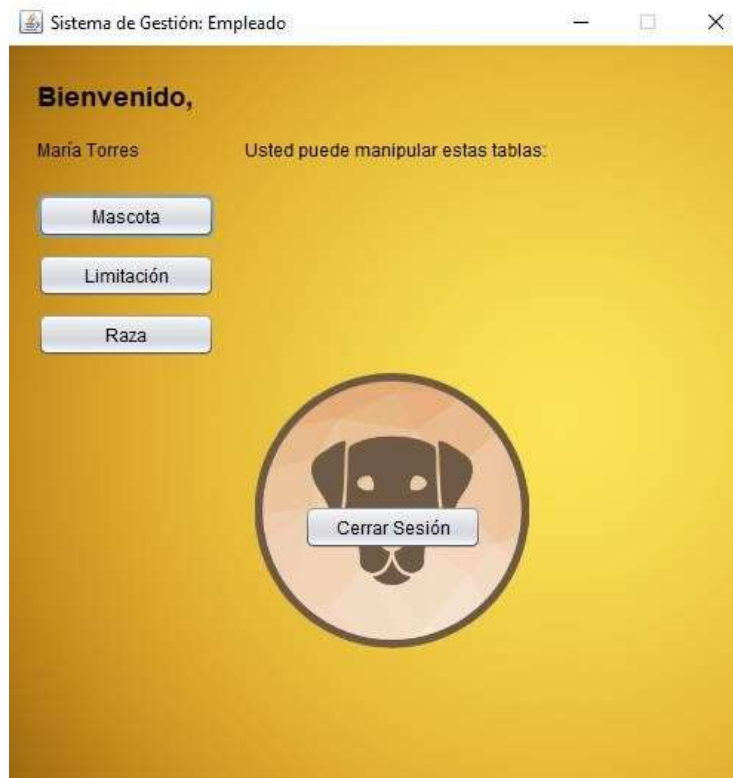 Sistema de Gestión: Empleado
Bienvenido,
María Torres
Usted puede manipular estas tablas:
Mascota
Limitación
Raza
Cerrar Sesión